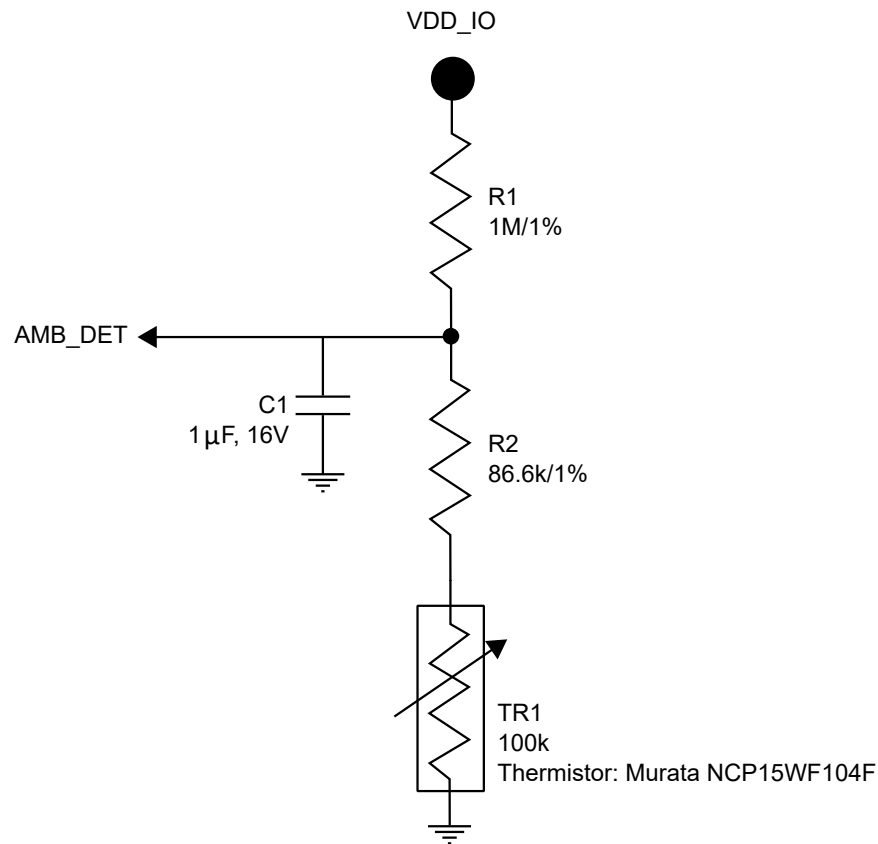 VDD_IO
R1
1M/1%
AMB_DET
C1
1μF, 16V
R2
86.6k/1%
TR1
100k
Thermistor: Murata NCP15WF104F